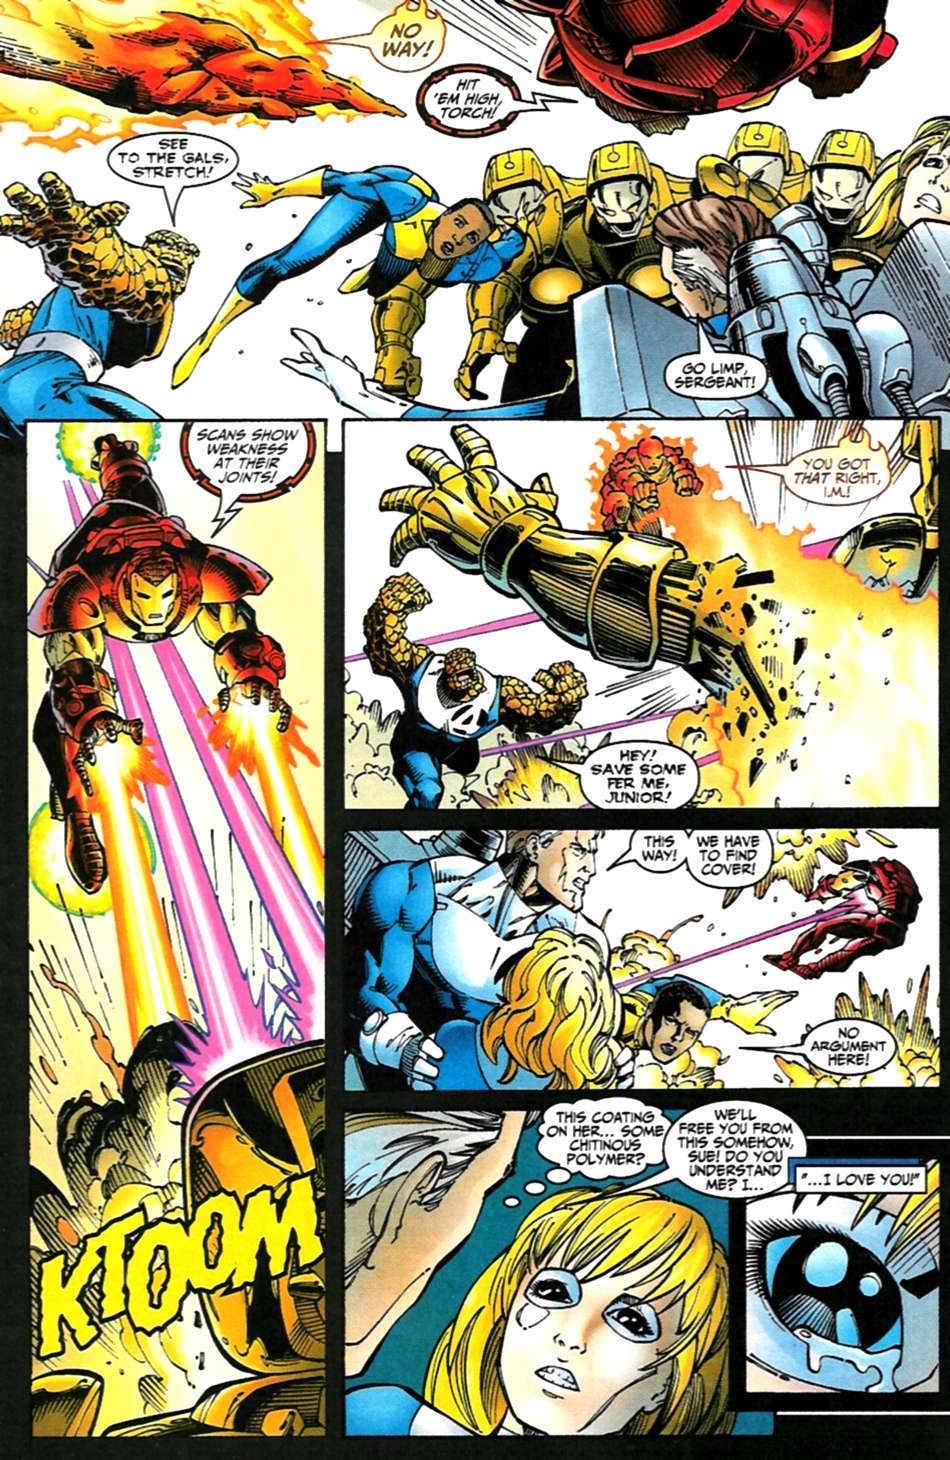 NO
WAY!
HIT
'EM HIGH,
TORCH!
SEE
TO THE GALS,
STRETCH!
GO LIMP,
SERGEANT!
SCANS SHOW
WEAKNESS
AT THEIR
JOINTS!
KTOOM
YOU GOT
THAT RIGHT,
I.M.!
HEY!
SAVE SOME
FER ME,
JUNIOR!
THIS
WAY!
WE HAVE
TO FIND
COVER!
NO
ARGUMENT
HERE!
THIS COATING
ON HER... SOME
CHITINOUS
POLYMER?
WE'LL
FREE YOU FROM
THIS SOMEHOW,
SUE! DO YOU
UNDERSTAND
ME? I...
"...I LOVE YOU!"